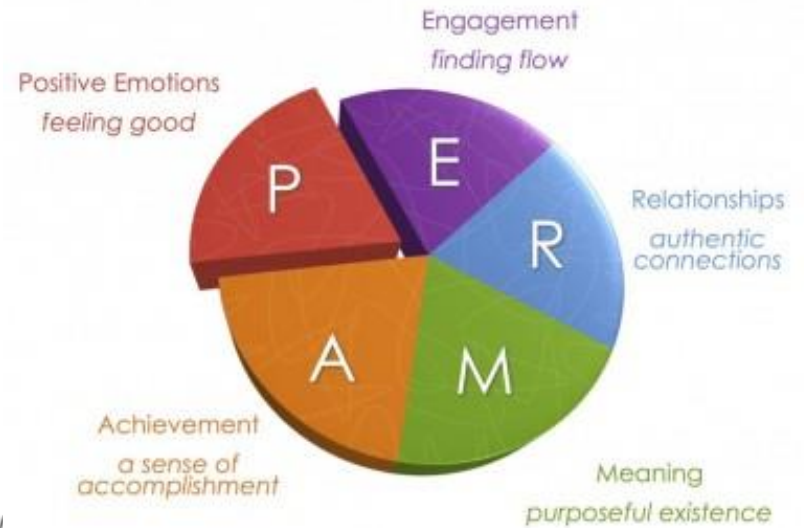 Engagement
finding flow
Positive Emotions
feeling good
P
E
Relationships
authentic
connections
R
A
M
Achievement
a sense of
accomplishment
Meaning
purposeful existence